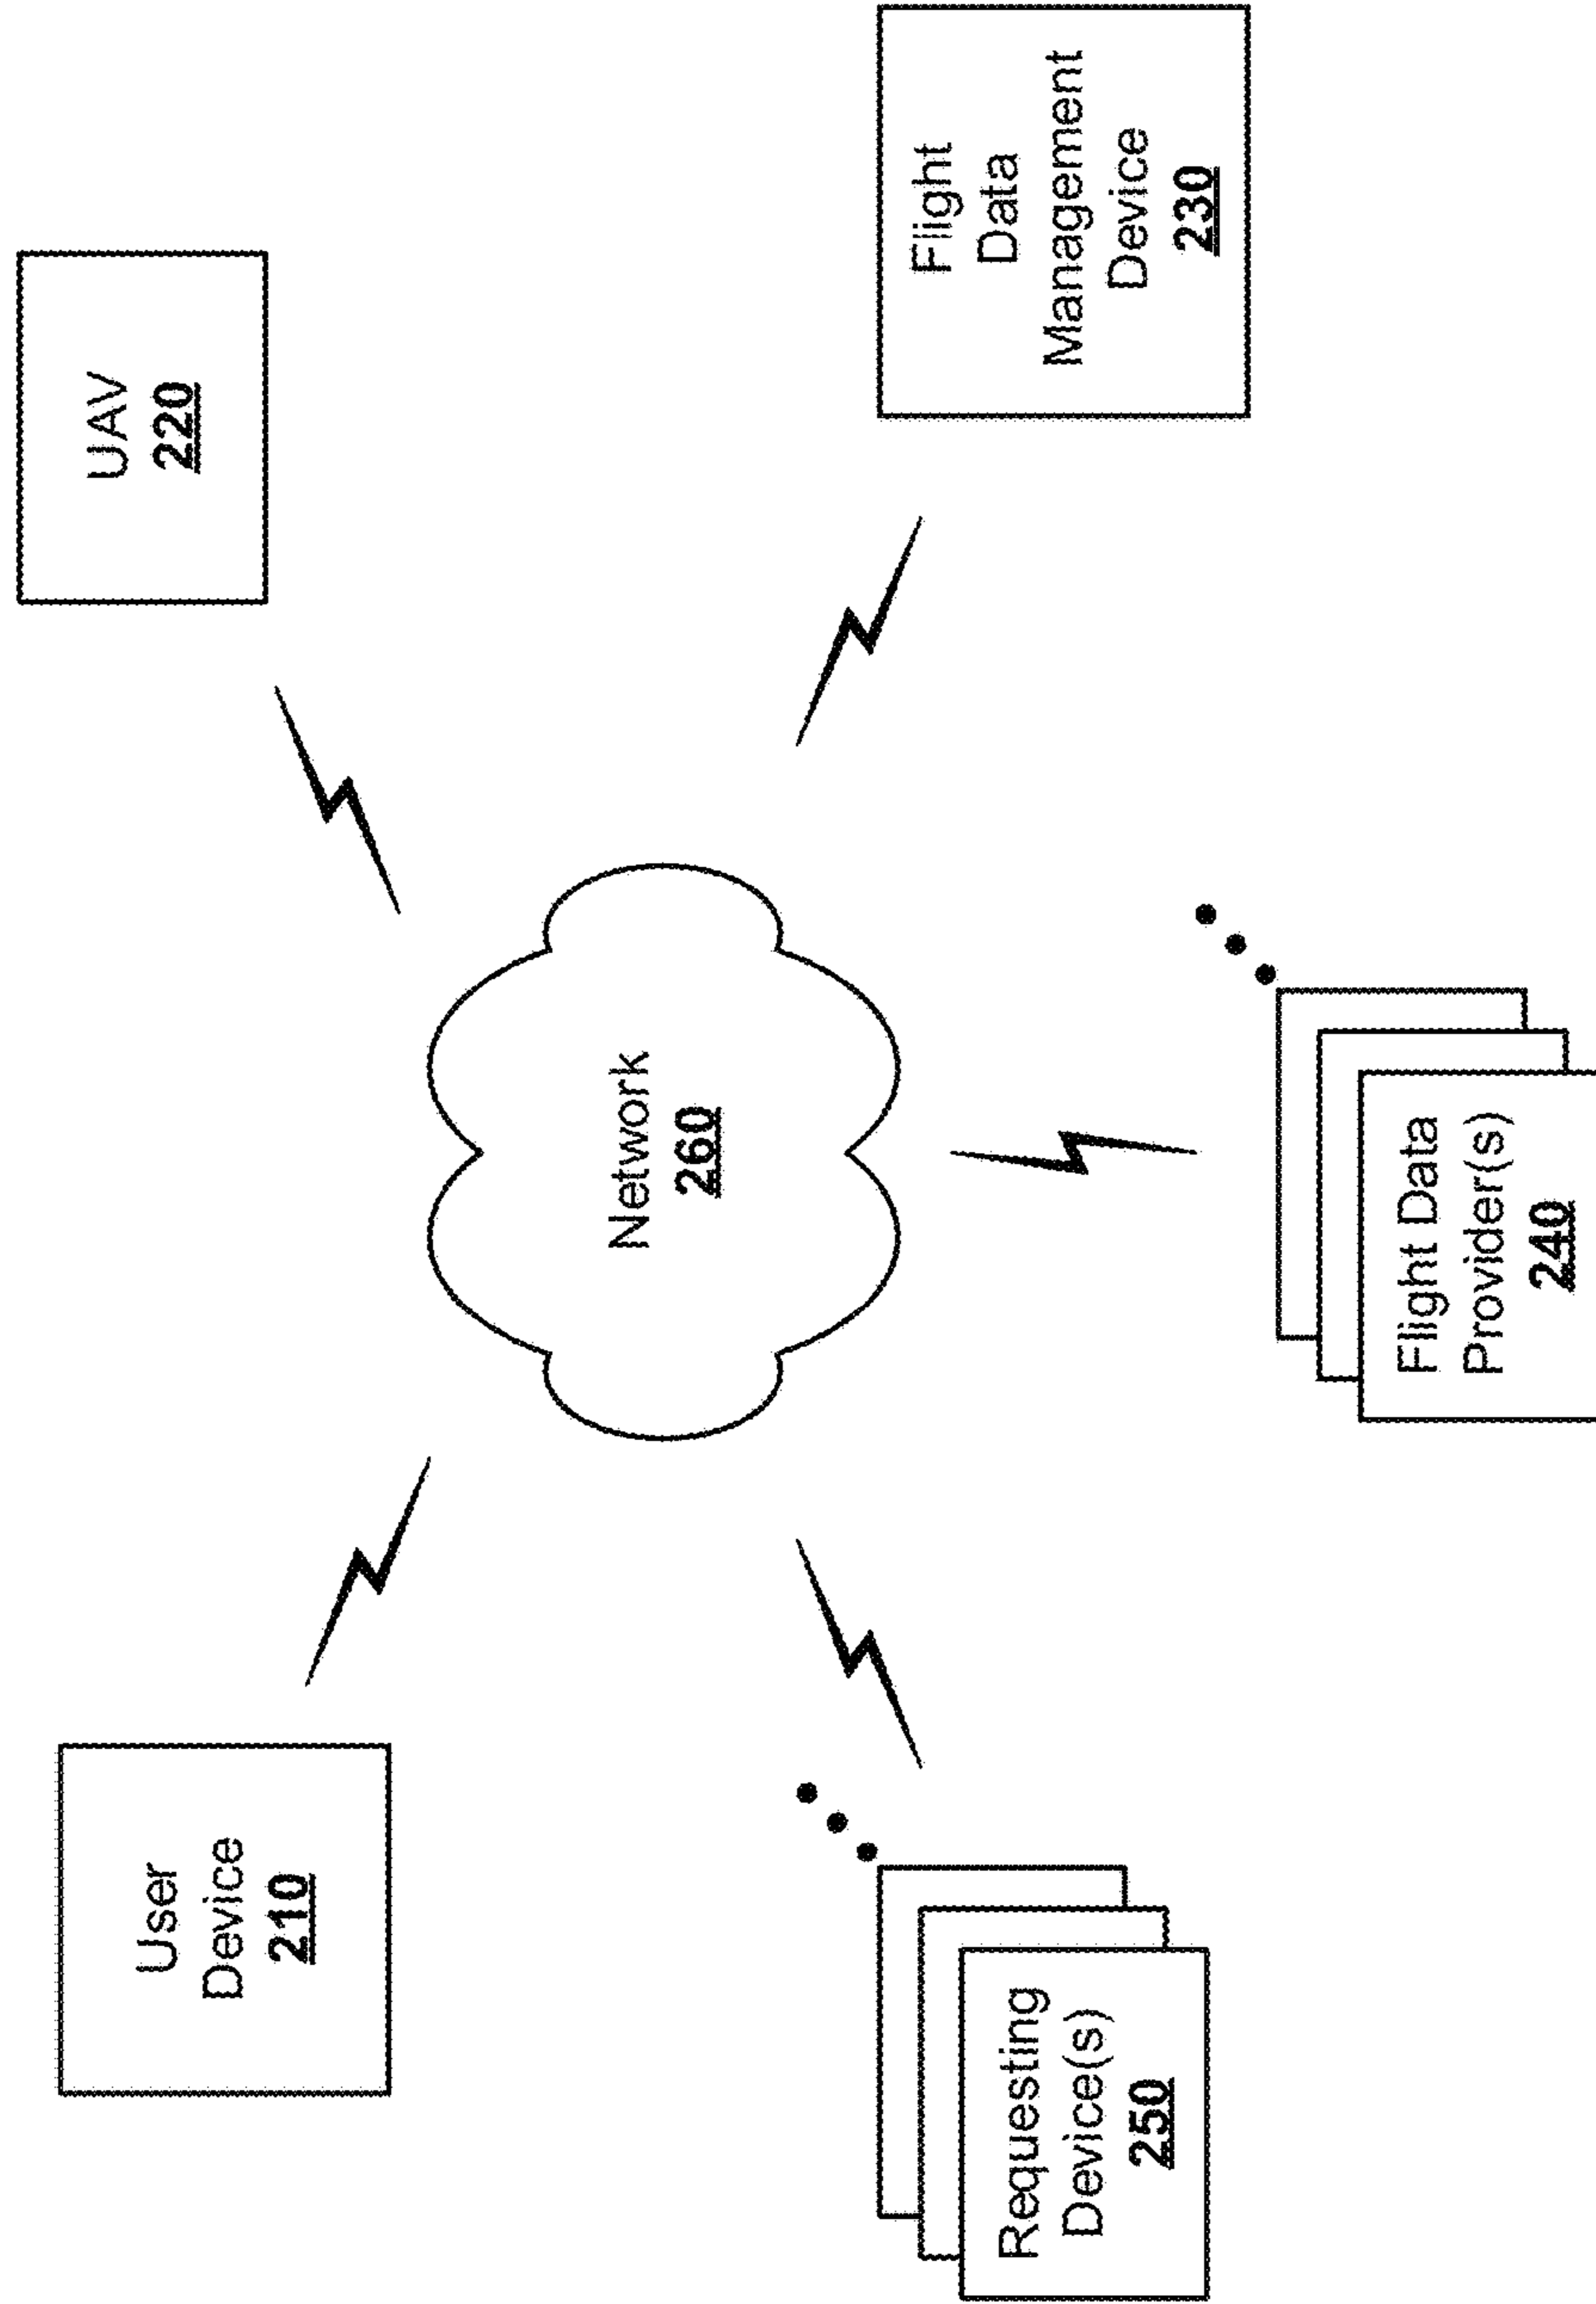 User
Device
210
UAV
220
Network
260
Requesting
Device(s)
250
Flight Data
Provider(s)
240
Flight
Data
Management
Device
230